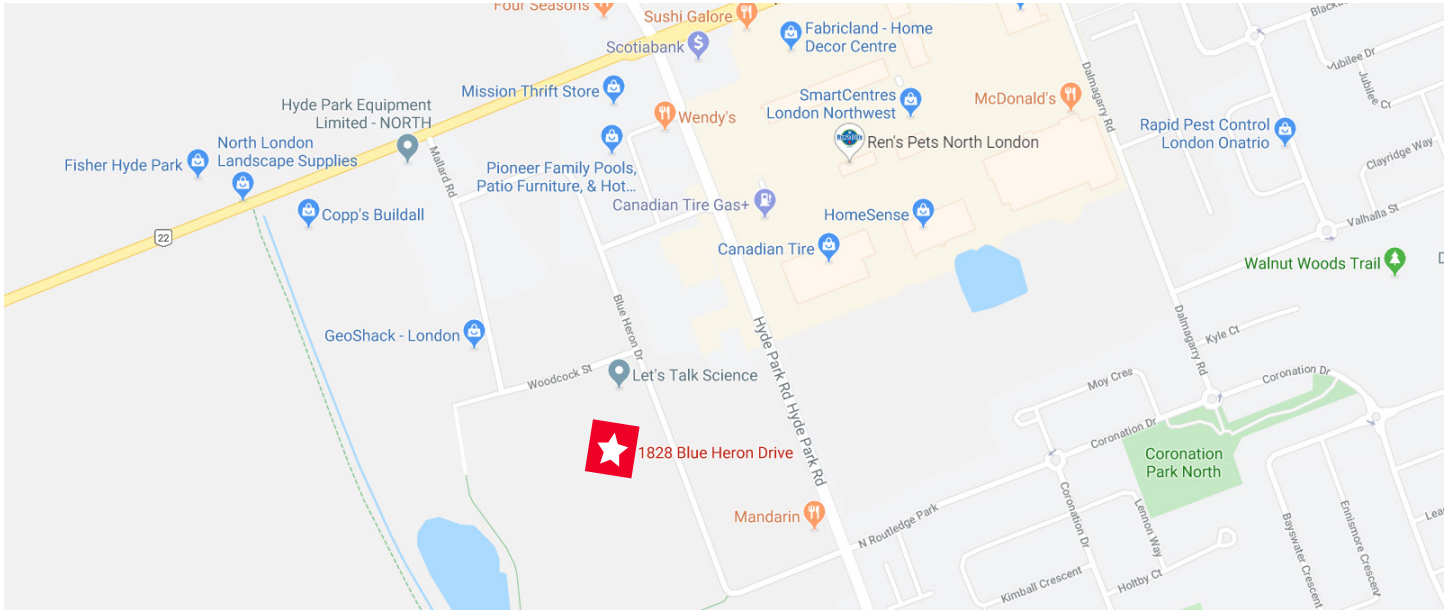 Four Seasons
Sushi Galore
Scotiabank
Fabricland - Home
Decor Centre
Mission Thrift Store
Hyde Park Equipment
Limited - NORTH
Wendy's
SmartCentres
London Northwest
McDonald's
Dalmagarry Rd
Jubilee Dr
Jubilee Ct
Rapid Pest Control
London Onatrio
Clayridge Way
Valhalla St
North London
Landscape Supplies
Fisher Hyde Park
Mallard Rd
Pioneer Family Pools,
Patio Furniture, & Hot...
Ren's Pets North London
Canadian Tire Gas+
HomeSense
Copp's Buildall
22
Canadian Tire
Walnut Woods Trail
Blue Heron Dr
GeoShack - London
Hyde Park Rd
Hyde Park Rd
Dalmagarry Rd
Kyle Ct
Woodcock St
Let's Talk Science
Moy Cres
Coronation Dr
Coronation Dr
1828 Blue Heron Drive
Coronation
Park North
Mandarin
N Routledge Park
Coronation Dr
Lennon Way
Kimball Crescent
Holtby Ct
Bayswater Crescent
Ennismore Crescent